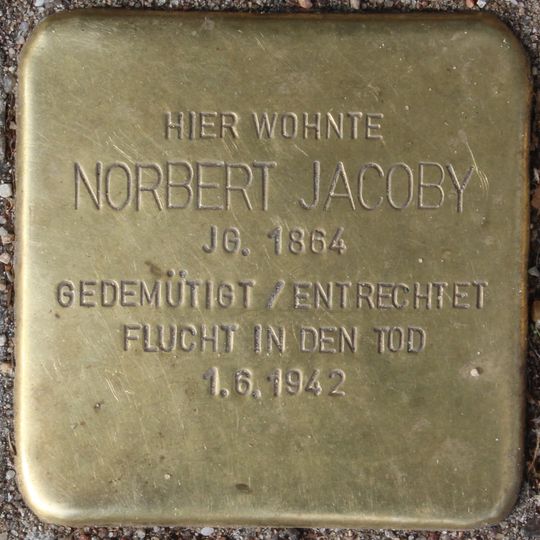 HIER WOHNTE
NORBERT JACOBY
JG. 1864
GEDEMÜTIGT / ENTRECHTET
FLUCHT IN DEN TOD
1.6.1942